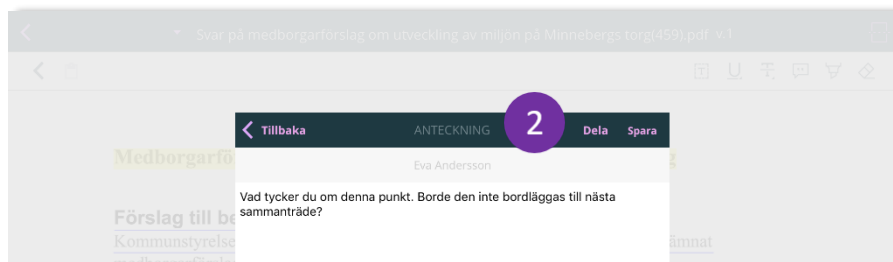 Svar på medborgarförslag om utveckling av miljön på Minnebergs torg(459).pdf v.1
Tillbaka ANTECKNING 2 Dela Spara
Medborgarfö
Eva Andersson
Vad tycker du om denna punkt. Borde den inte bordläggas till nästa
sammanträde?
Förslag till be
Kommunstyrelse ämnat